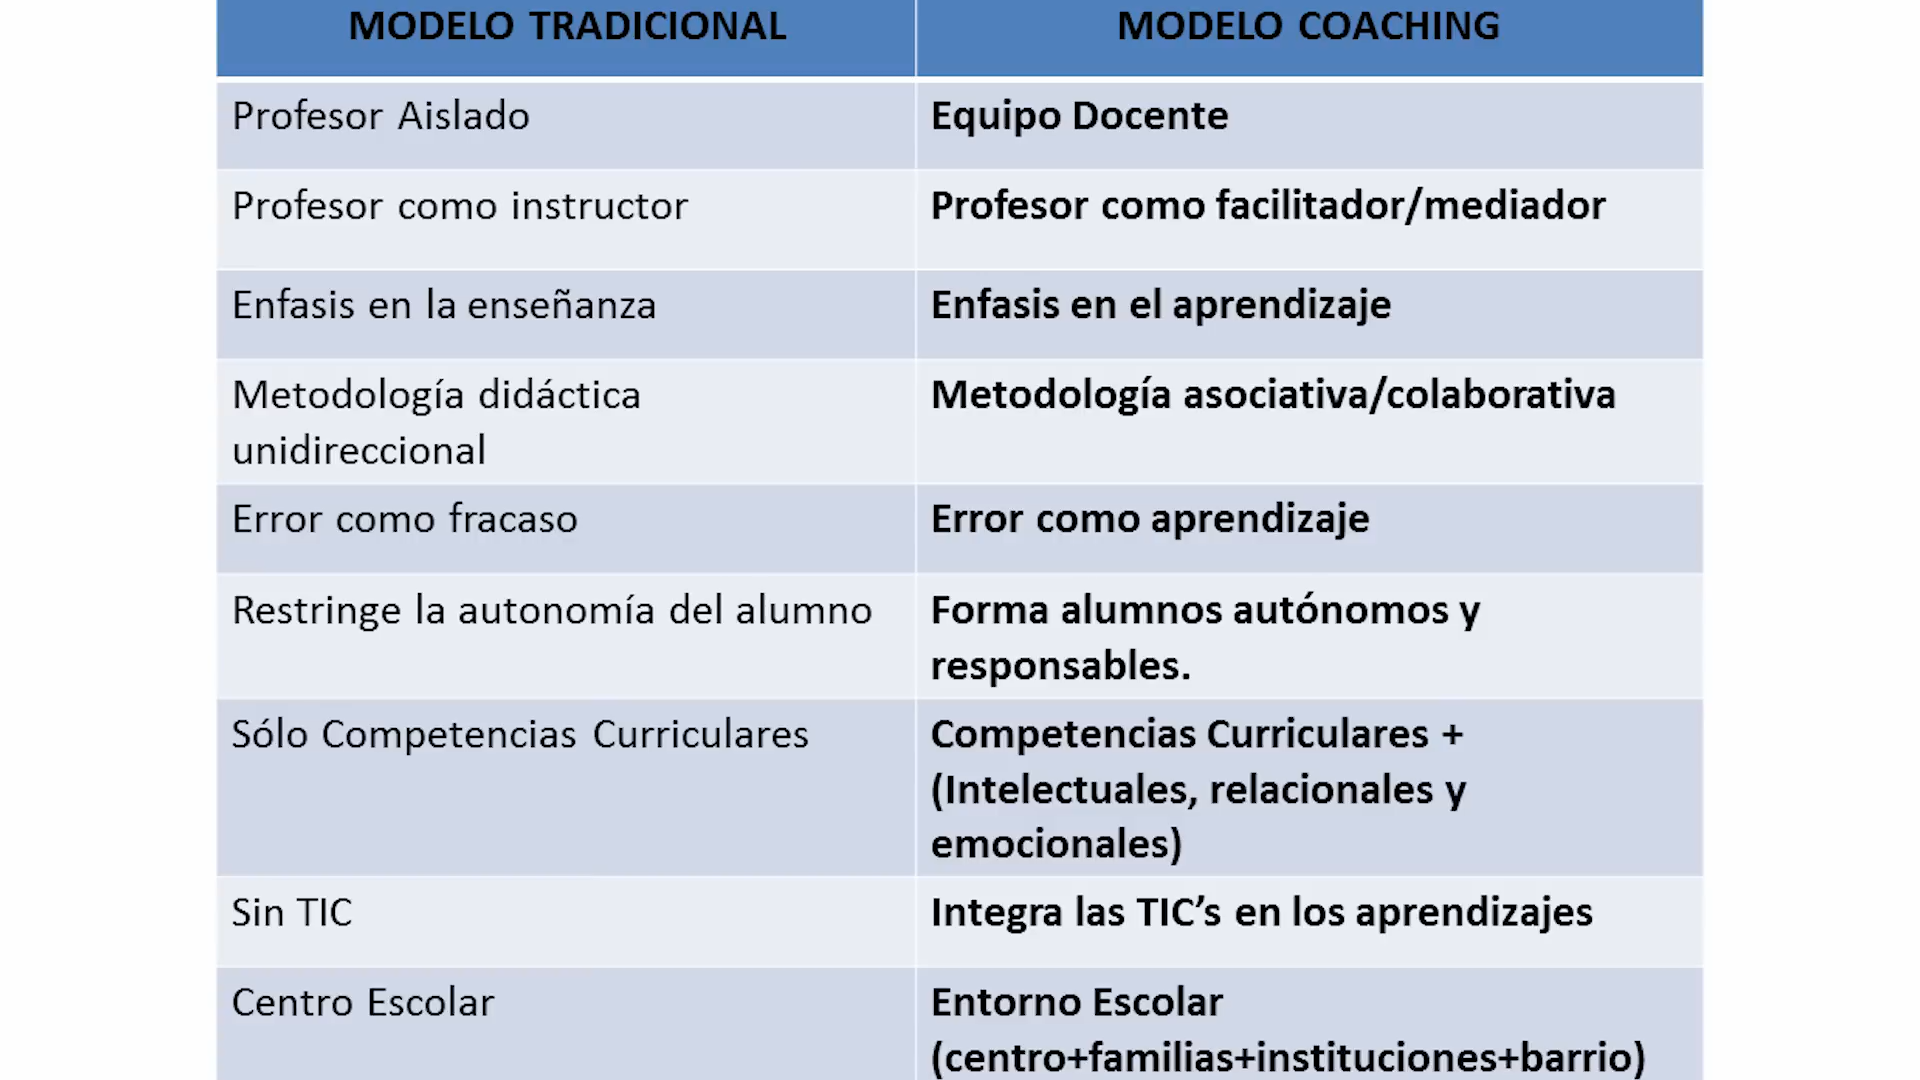 MODELO TRADICIONAL
MODELO COACHING
Profesor Aislado
Equipo Docente
Profesor como instructor
Profesor como facilitador/mediador
Enfasis en la enseñanza
Enfasis en el aprendizaje
Metodología didáctica
unidireccional
Metodología asociativa/colaborativa
Error como fracaso
Error como aprendizaje
Restringe la autonomía del alumno
Forma alumnos autónomos y
responsables.
Sólo Competencias Curriculares
Competencias Curriculares +
(Intelectuales, relacionales y
emocionales)
Sin TIC
Integra las TIC’s en los aprendizajes
Centro Escolar
Entorno Escolar
(centro+familias+instituciones+barrio)